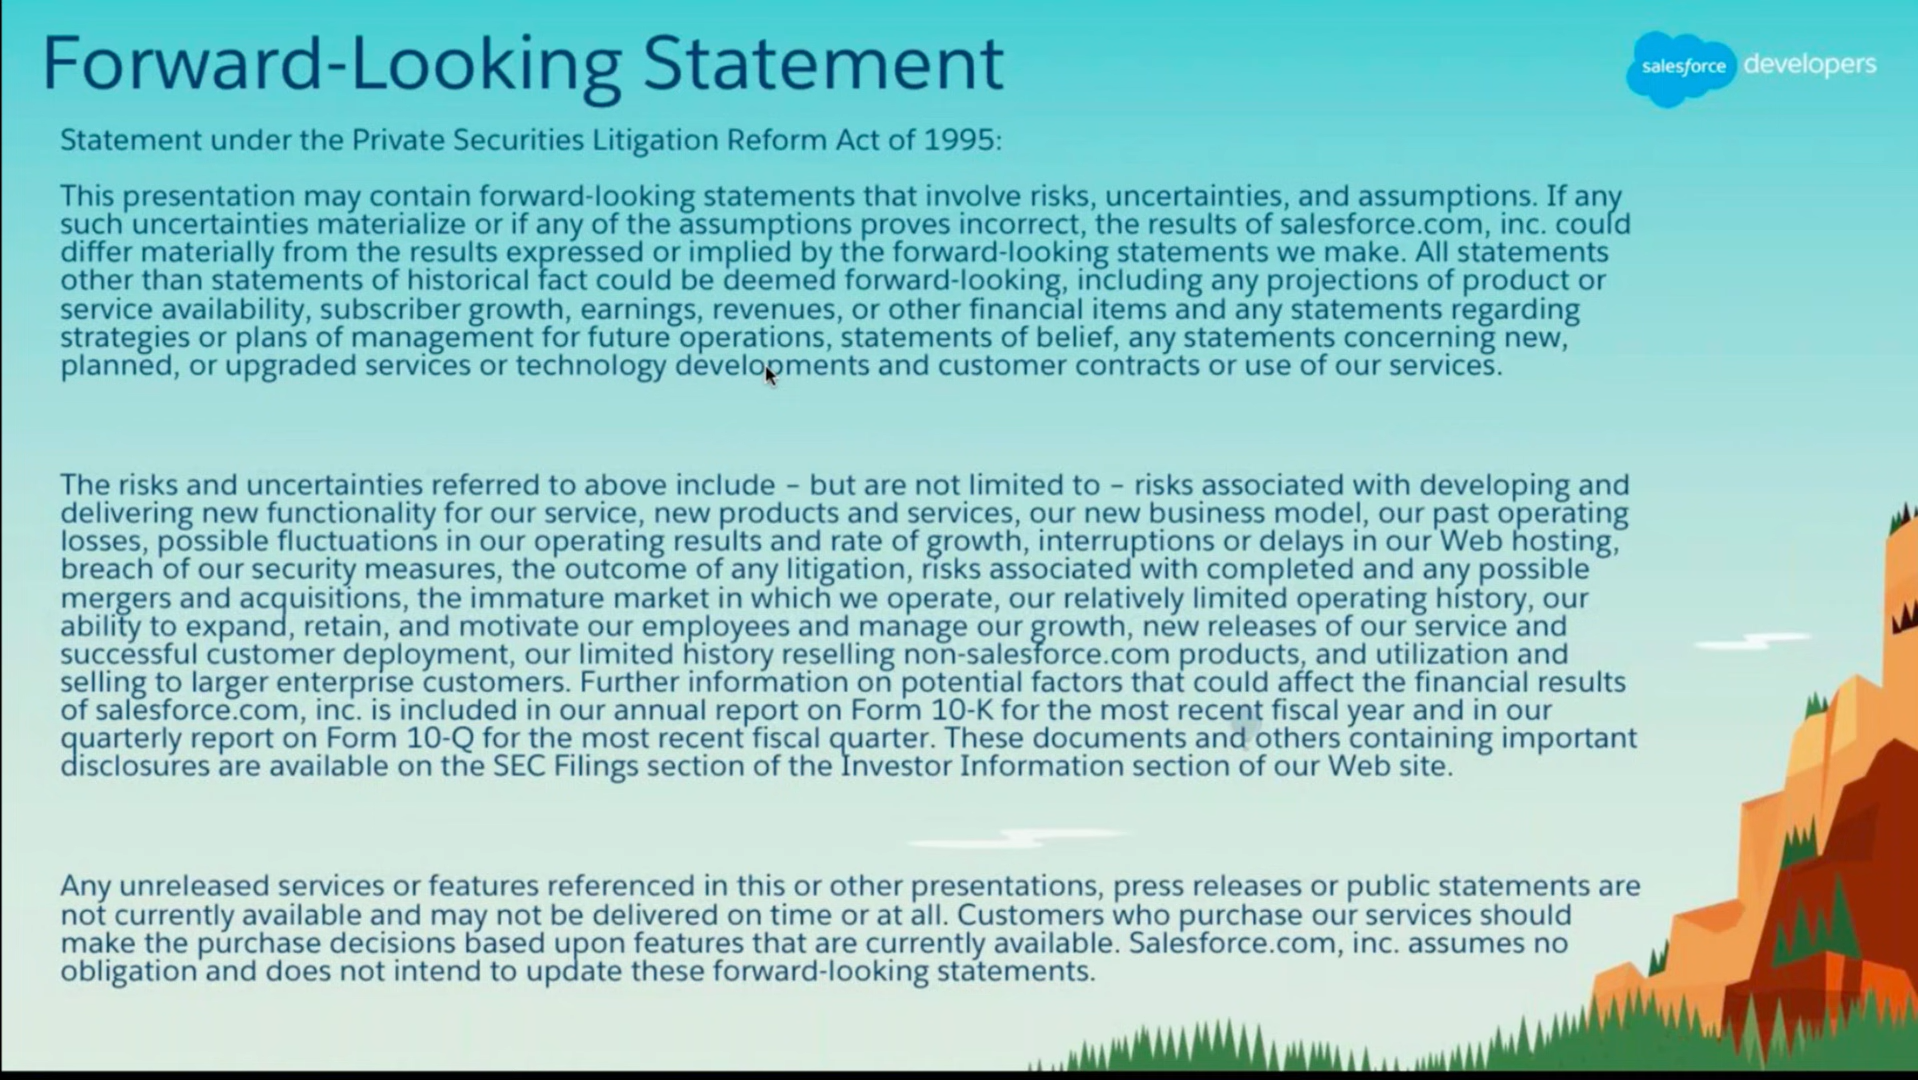 Forward-Looking Statement
salesforce developers
Statement under the Private Securities Litigation Reform Act of 1995:
This presentation may contain forward-looking statements that involve risks, uncertainties, and assumptions. If any
such uncertainties materialize or if any of the assumptions proves incorrect, the results of salesforce.com, inc. could
differ materially from the results expressed or implied by the forward-looking statements we make. All statements
other than statements of historical fact could be deemed forward-looking, including any projections of product or
service availability, subscriber growth, earnings, revenues, or other financial items and any statements regarding
strategies or plans of management for future operations, statements of belief, any statements concerning new,
planned, or upgraded services or technology developments and customer contracts or use of our services.
The risks and uncertainties referred to above include – but are not limited to – risks associated with developing and
delivering new functionality for our service, new products and services, our new business model, our past operating
losses, possible fluctuations in our operating results and rate of growth, interruptions or delays in our Web hosting,
breach of our security measures, the outcome of any litigation, risks associated with completed and any possible
mergers and acquisitions, the immature market in which we operate, our relatively limited operating history, our
ability to expand, retain, and motivate our employees and manage our growth, new releases of our service and
successful customer deployment, our limited history reselling non-salesforce.com products, and utilization and
selling to larger enterprise customers. Further information on potential factors that could affect the financial results
of salesforce.com, inc. is included in our annual report on Form 10-K for the most recent fiscal year and in our
quarterly report on Form 10-Q for the most recent fiscal quarter. These documents and others containing important
disclosures are available on the SEC Filings section of the Investor Information section of our Web site.
Any unreleased services or features referenced in this or other presentations, press releases or public statements are
not currently available and may not be delivered on time or at all. Customers who purchase our services should
make the purchase decisions based upon features that are currently available. Salesforce.com, inc. assumes no
obligation and does not intend to update these forward-looking statements.